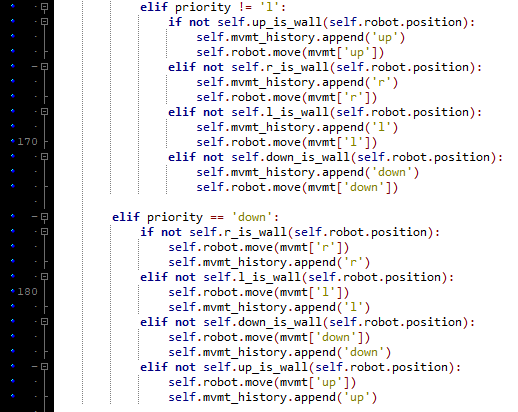 elif priority != 'l':
if not self.up_is_wall(self.robot.position):
self.mvmt_history.append('up')
self.robot.move(mvmt['up'])
elif not self.r_is_wall(self.robot.position):
self.mvmt_history.append('r')
self.robot.move(mvmt['r'])
elif not self.l_is_wall(self.robot.position):
self.mvmt_history.append('l')
170 self.robot.move(mvmt['l'])
elif not self.down_is_wall(self.robot.position):
self.mvmt_history.append('down')
self.robot.move(mvmt['down'])
elif priority == 'down':
if not self.r_is_wall(self.robot.position):
self.robot.move(mvmt['r'])
self.mvmt_history.append('r')
elif not self.l_is_wall(self.robot.position):
180 self.robot.move(mvmt['l'])
self.mvmt_history.append('l')
elif not self.down_is_wall(self.robot.position):
self.robot.move(mvmt['down'])
self.mvmt_history.append('down')
elif not self.up_is_wall(self.robot.position):
self.robot.move(mvmt['up'])
self.mvmt_history.append('up')